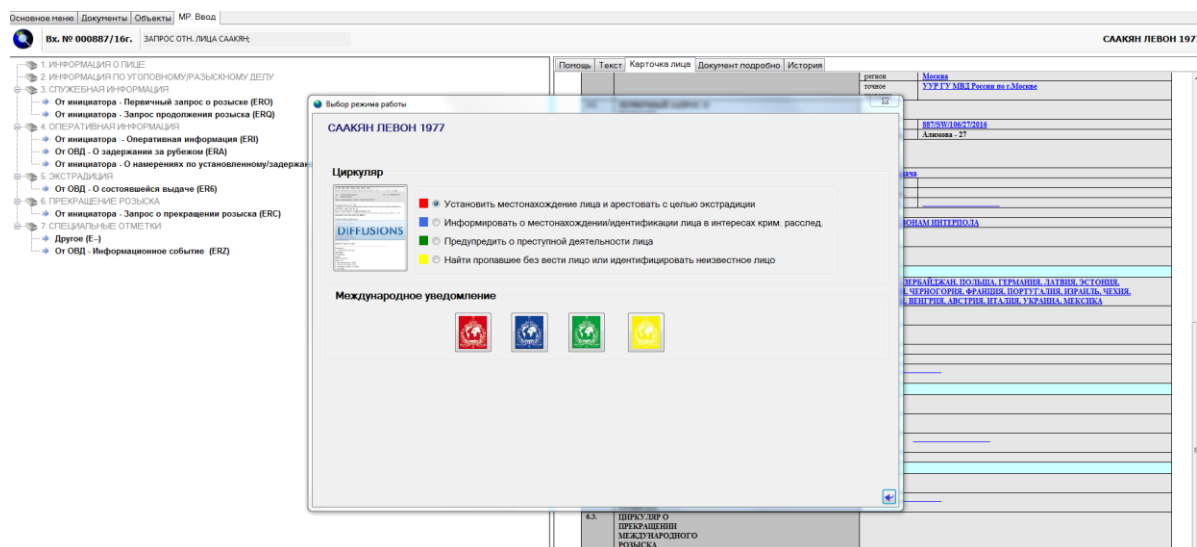 Основное меню Документы Объекты МР. Ввод
Вх. № 000887/16г. ЗАПРОС ОТН. ЛИЦА СААКЯН;
СААКЯН ЛЕВОН 197
1. ИНФОРМАЦИЯ О ЛИЦЕ
2. ИНФОРМАЦИЯ ПО УГОЛОВНОМУ/РАЗЫСКНОМУ ДЕЛУ
3. СЛУЖЕБНАЯ ИНФОРМАЦИЯ
От инициатора - Первичный запрос о розыске (ERO)
От инициатора - Запрос продолжения розыска (ERQ)
4. ОПЕРАТИВНАЯ ИНФОРМАЦИЯ
От инициатора - Оперативная информация (ERI)
От ОВД - О задержании за рубежом (ERA)
От инициатора - О намерениях по установленному/задержан
5. ЭКСТРАДИЦИЯ
От ОВД - О состоявшейся выдаче (ER6)
6. ПРЕКРАЩЕНИЕ РОЗЫСКА
От инициатора - Запрос о прекращении розыска (ERC)
7. СПЕЦИАЛЬНЫЕ ОТМЕТКИ
Другое (E--)
От ОВД - Информационное событие (ERZ)
Помощь Текст Карточка лица Документ подробно История
регион Москва
точное УУР ГУ МВД России по г.Москве
Выбор режима работы
СААКЯН ЛЕВОН 1977
Циркуляр
DIFFUSIONS
Установить местонахождение лица и арестовать с целью экстрадиции
Информировать о местонахождении/идентификации лица в интересах крим. расслед.
Предупредить о преступной деятельности лица
Найти пропавшее без вести лицо или идентифицировать неизвестное лицо
Международное уведомление
887/SW/106/27/2016
Алимова - 27
ача
ЮНАМ ИНТЕРПОЛА
ЗЕРБАЙДЖАН, ПОЛЬША, ГЕРМАНИЯ, ЛАТВИЯ, ЭСТОНИЯ,
, ЧЕРНОГОРИЯ, ФРАНЦИЯ, ПОРТУГАЛИЯ, ИЗРАИЛЬ, ЧЕХИЯ,
, ВЕНГРИЯ, АВСТРИЯ, ИТАЛИЯ, УКРАИНА, МЕКСИКА
6.3. ЦИРКУЛЯР О
ПРЕКРАЩЕНИИ
МЕЖДУНАРОДНОГО
РОЗЫСКА